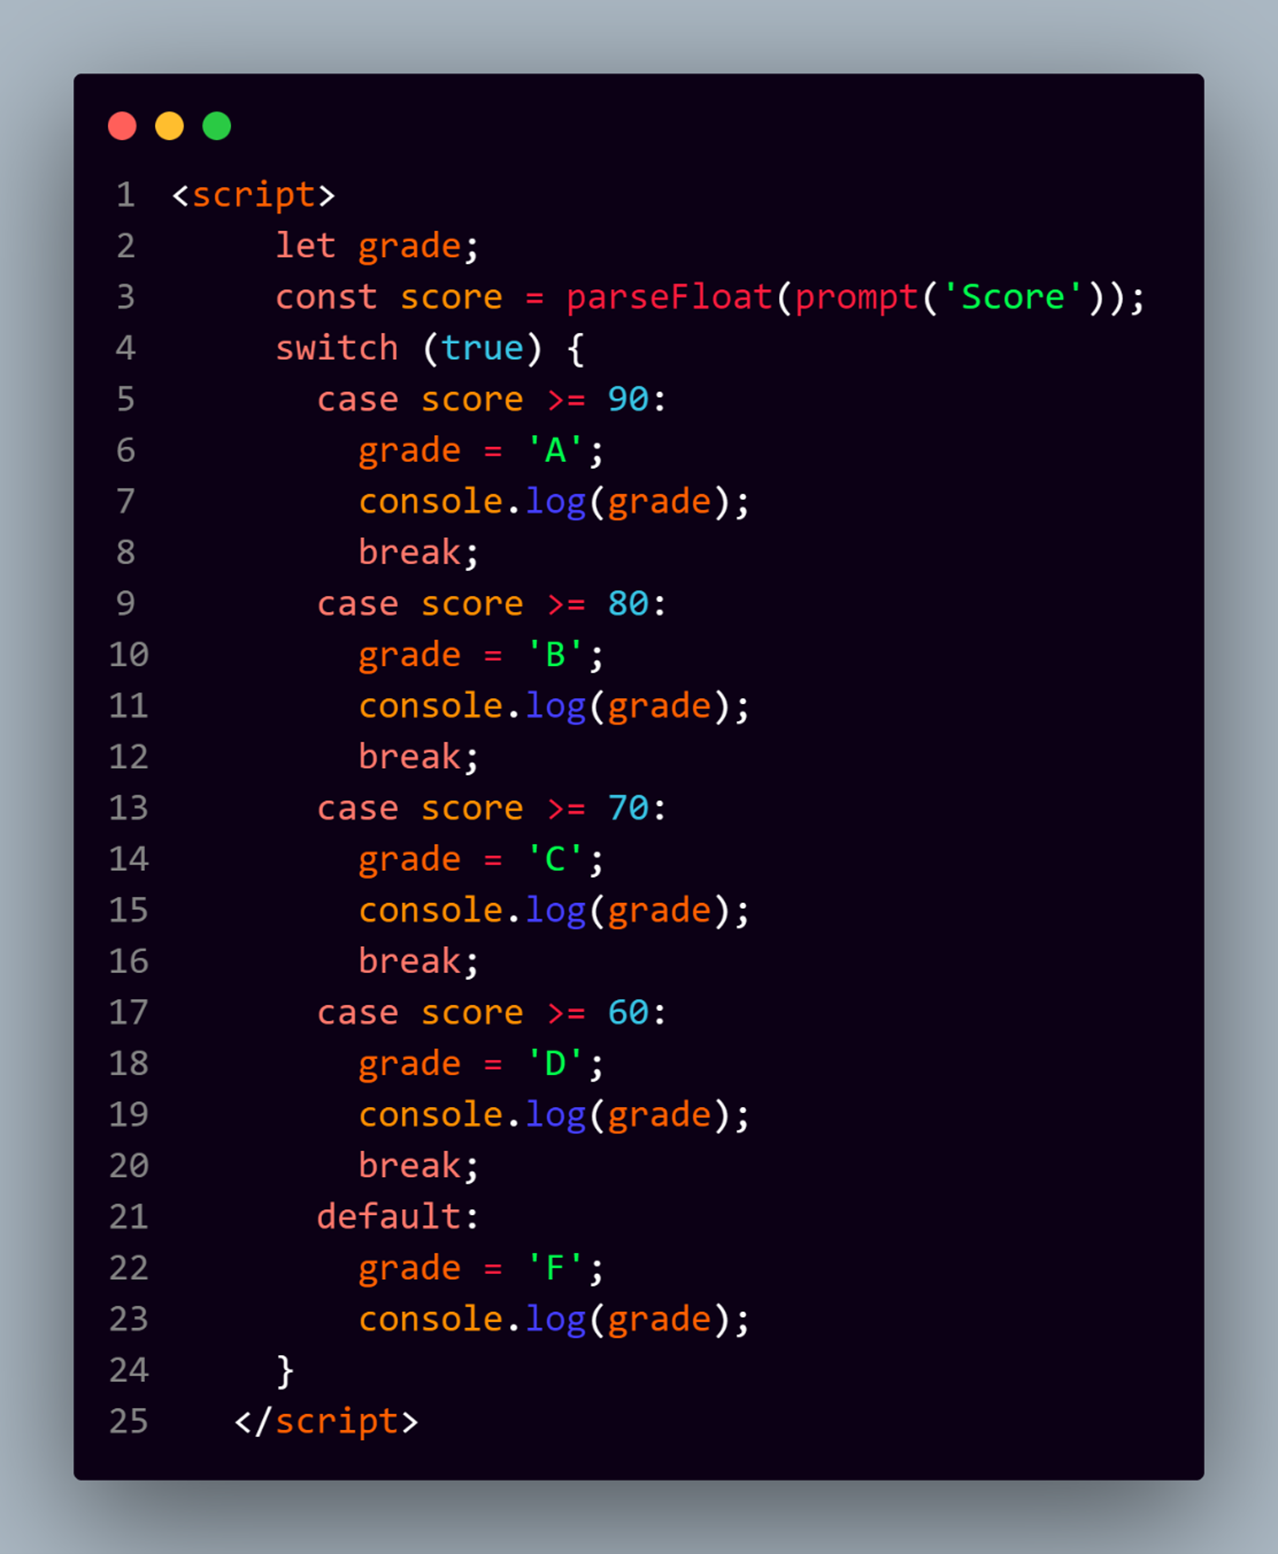 1 <script>
2 let grade;
3 const score = parseFloat(prompt('Score'));
4 switch (true) {
5 case score >= 90:
6 grade = 'A';
7 console.log(grade);
8 break;
9 case score >= 80:
10 grade = 'B';
11 console.log(grade);
12 break;
13 case score >= 70:
14 grade = 'C';
15 console.log(grade);
16 break;
17 case score >= 60:
18 grade = 'D';
19 console.log(grade);
20 break;
21 default:
22 grade = 'F';
23 console.log(grade);
24 }
25 </script>